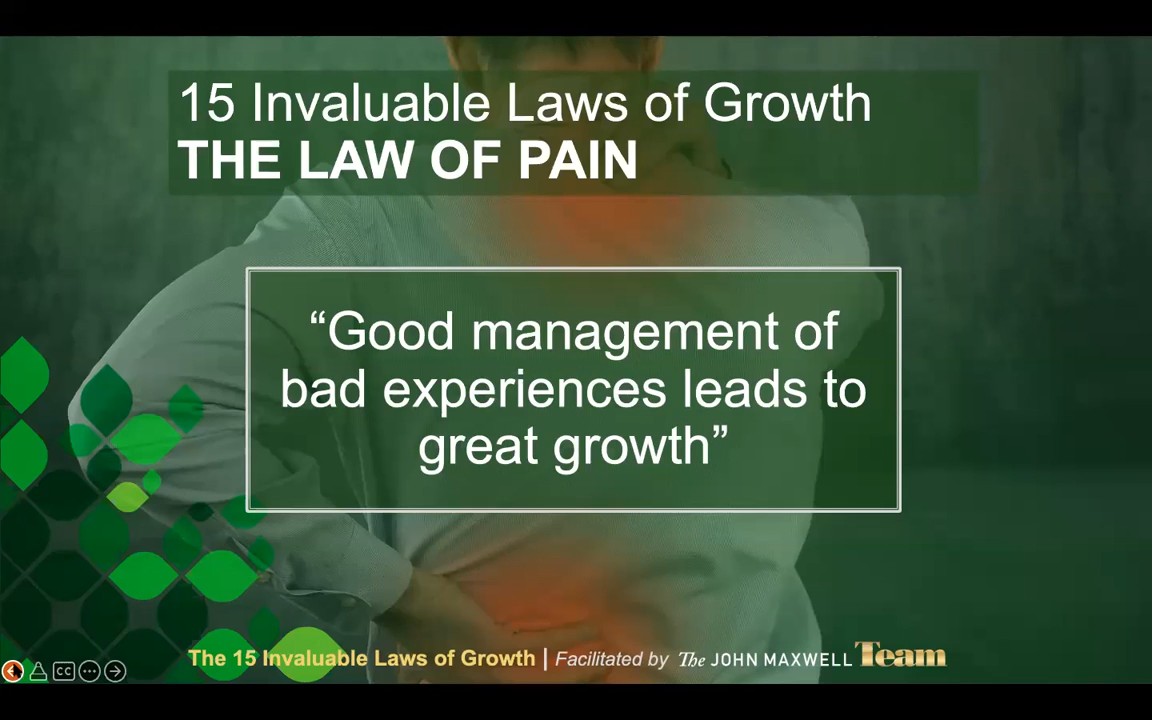 15 Invaluable Laws of Growth
THE LAW OF PAIN
“Good management of
bad experiences leads to
great growth”
The 15 Invaluable Laws of Growth | Facilitated by The JOHN MAXWELL Team
CC